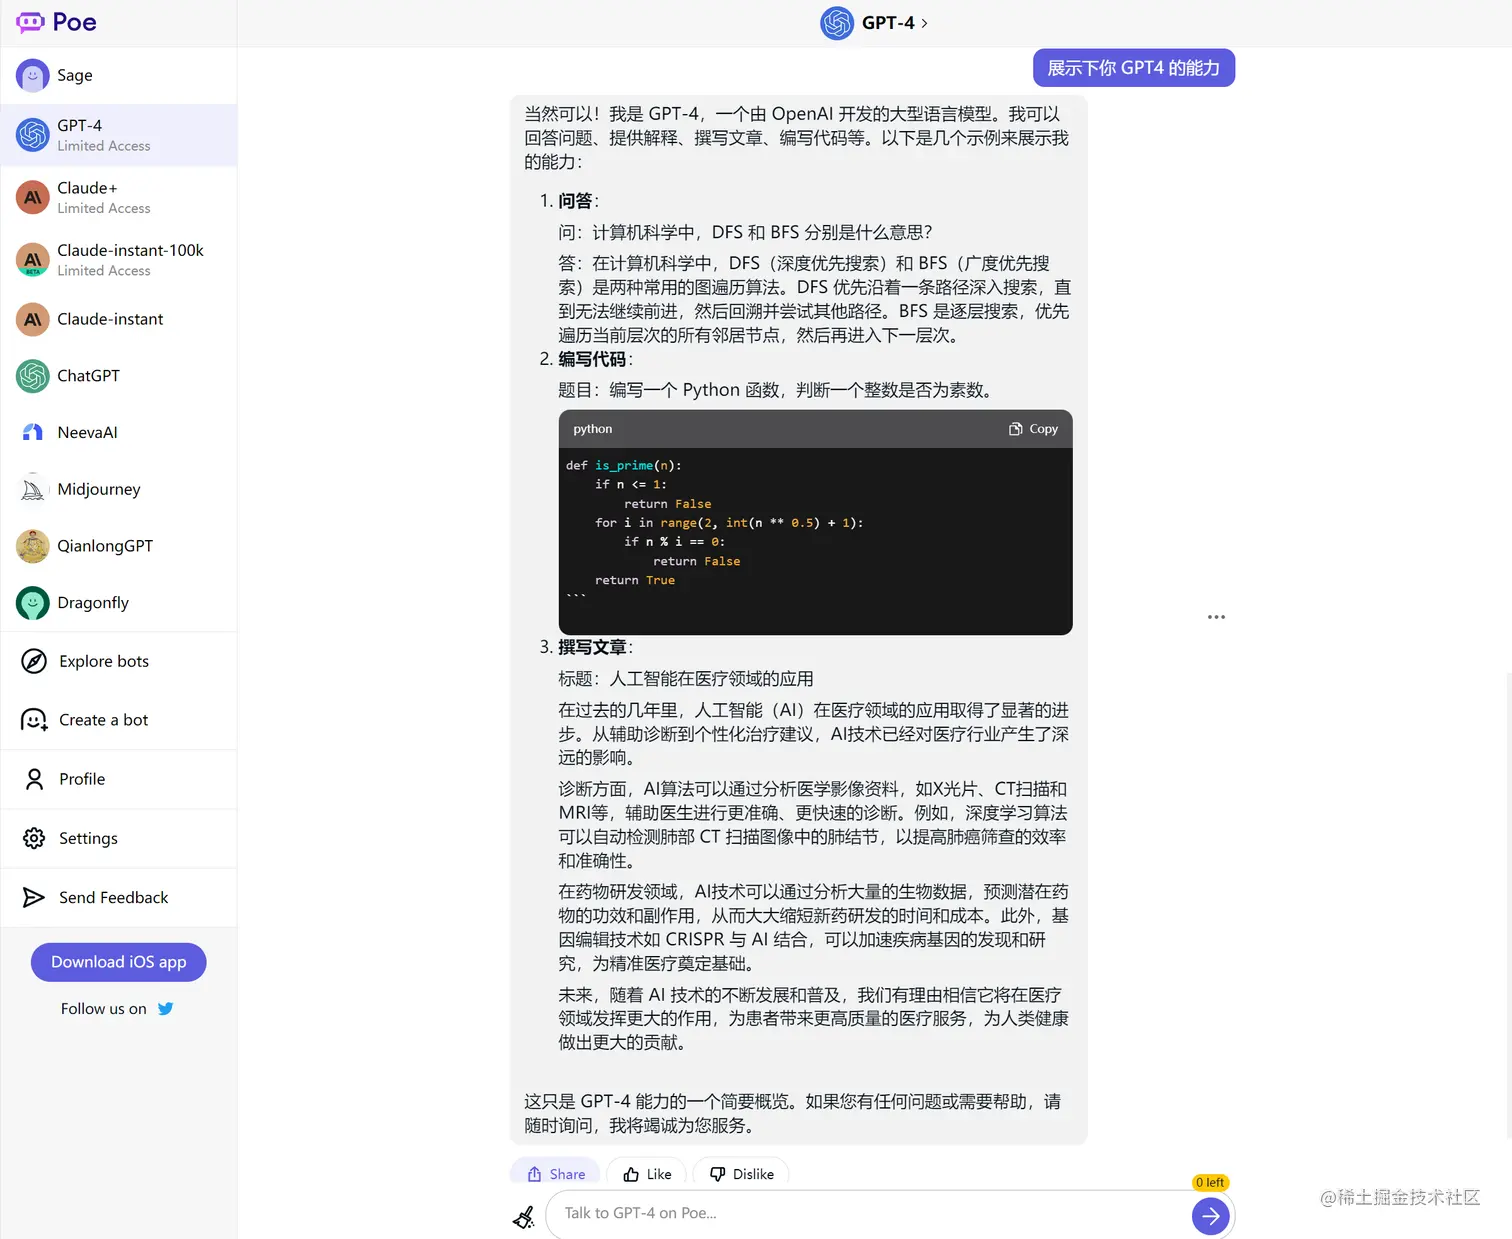 Poe
GPT-4
Sage
GPT-4
Limited Access
Claude+
Limited Access
Claude-instant-100k
Limited Access
BETA
Claude-instant
ChatGPT
NeevaAI
Midjourney
QianlongGPT
Dragonfly
Explore bots
Create a bot
Profile
Settings
Send Feedback
Download iOS app
Follow us on
展示下你 GPT4 的能力
当然可以！我是 GPT-4，一个由 OpenAI 开发的大型语言模型。我可以
回答问题、提供解释、撰写文章、编写代码等。以下是几个示例来展示我
的能力：
1. 问答：
问：计算机科学中，DFS 和 BFS 分别是什么意思？
答：在计算机科学中，DFS（深度优先搜索）和 BFS（广度优先搜
索）是两种常用的图遍历算法。DFS 优先沿着一条路径深入搜索，直
到无法继续前进，然后回溯并尝试其他路径。BFS 是逐层搜索，优先
遍历当前层次的所有邻居节点，然后再进入下一层次。
2. 编写代码：
题目：编写一个 Python 函数，判断一个整数是否为素数。
python
Copy
def is_prime(n):
    if n <= 1:
        return False
    for i in range(2, int(n ** 0.5) + 1):
        if n % i == 0:
            return False
    return True
```
3. 撰写文章：
标题：人工智能在医疗领域的应用
在过去的几年里，人工智能（AI）在医疗领域的应用取得了显著的进
步。从辅助诊断到个性化治疗建议，AI技术已经对医疗行业产生了深
远的影响。
诊断方面，AI算法可以通过分析医学影像资料，如X光片、CT扫描和
MRI等，辅助医生进行更准确、更快速的诊断。例如，深度学习算法
可以自动检测肺部 CT 扫描图像中的肺结节，以提高肺癌筛查的效率
和准确性。
在药物研发领域，AI技术可以通过分析大量的生物数据，预测潜在药
物的功效和副作用，从而大大缩短新药研发的时间和成本。此外，基
因编辑技术如 CRISPR 与 AI 结合，可以加速疾病基因的发现和研
究，为精准医疗奠定基础。
未来，随着 AI 技术的不断发展和普及，我们有理由相信它将在医疗
领域发挥更大的作用，为患者带来更高质量的医疗服务，为人类健康
做出更大的贡献。
这只是 GPT-4 能力的一个简要概览。如果您有任何问题或需要帮助，请
随时询问，我将竭诚为您服务。
Share
Like
Dislike
0 left
Talk to GPT-4 on Poe...
@稀土掘金技术社区